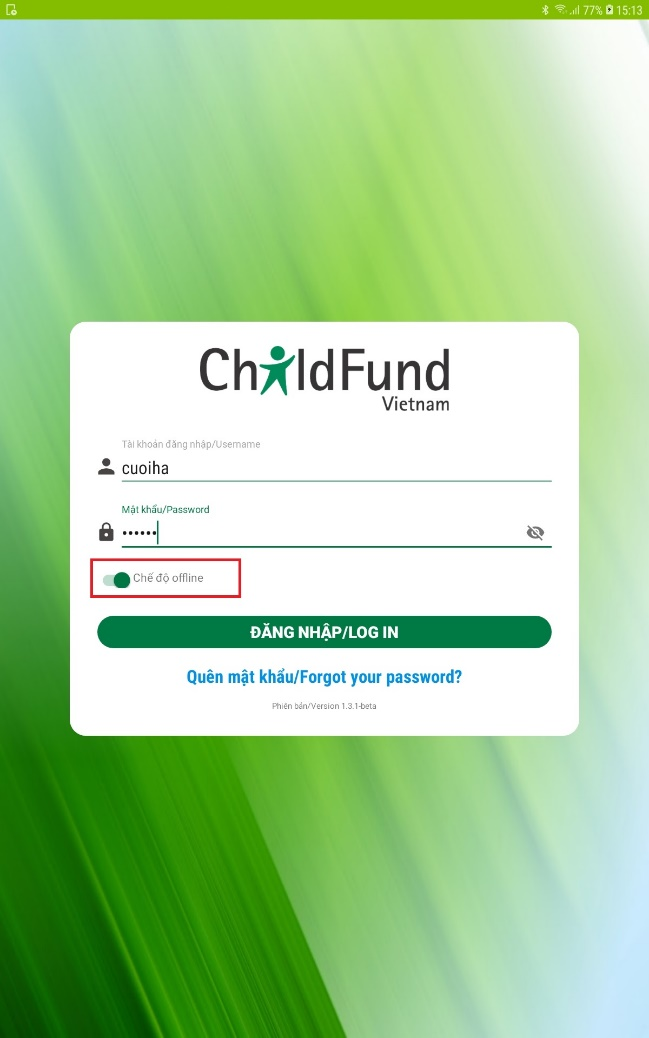 77% 15:13
ChildFund
Vietnam
Tài khoản đăng nhập/Username
cuoiha
Mật khẩu/Password
••••••
Chế độ offline
ĐĂNG NHẬP/LOG IN
Quên mật khẩu/Forgot your password?
Phiên bản/Version 1.3.1-beta